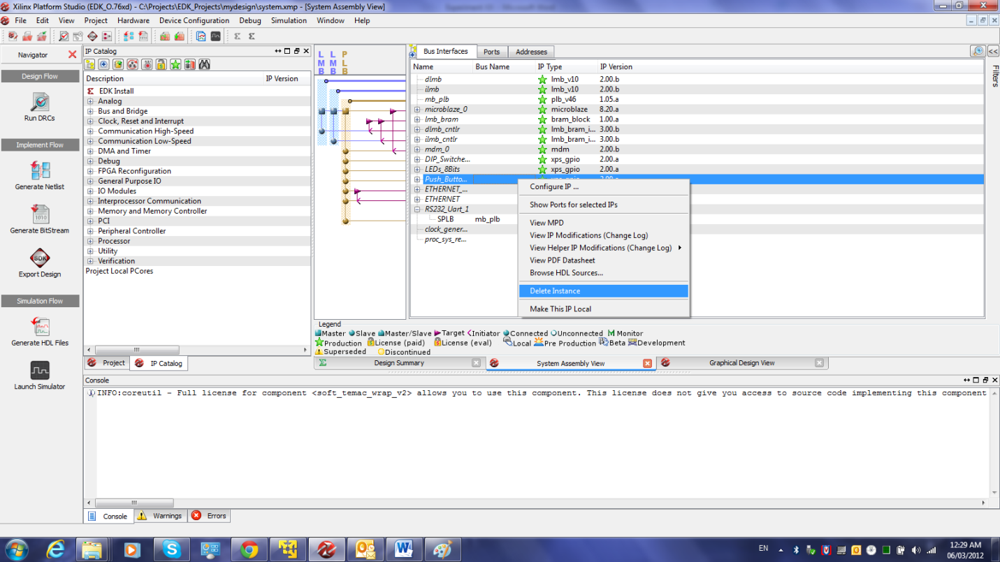 Xilinx Platform Studio (EDK_O.76xd) - C:\Projects\EDK_Projects\mydesign\system.xmp - [System Assembly View]
File Edit View Project Hardware Device Configuration Debug Simulation Window Help
Navigator
Design Flow
Run DRCs
Implement Flow
Generate Netlist
Generate BitStream
SDK
Export Design
Simulation Flow
Generate HDL Files
Launch Simulator
IP Catalog
Description IP Version
EDK Install
Analog
Bus and Bridge
Clock, Reset and Interrupt
Communication High-Speed
Communication Low-Speed
DMA and Timer
Debug
FPGA Reconfiguration
General Purpose IO
IO Modules
Interprocessor Communication
Memory and Memory Controller
PCI
Peripheral Controller
Processor
Utility
Verification
Project Local PCores
Project IP Catalog
L L P
M M L
B B B
Bus Interfaces Ports Addresses
<<
Filters
Name Bus Name IP Type IP Version
dlmb lmb_v10 2.00.b
ilmb lmb_v10 2.00.b
mb_plb plb_v46 1.05.a
microblaze_0 microblaze 8.20.a
lmb_bram bram_block 1.00.a
dlmb_cntlr lmb_bram_i... 3.00.b
ilmb_cntlr lmb_bram_i... 3.00.b
mdm_0 mdm 2.00.b
DIP_Switche... xps_gpio 2.00.a
LEDs_8Bits xps_gpio 2.00.a
Push_Butto... xps_gpio 2.00.a
ETHERNET_...
ETHERNET
RS232_Uart_1
SPLB mb_plb
clock_gener...
proc_sys_re...
Configure IP ...
Show Ports for selected IPs
View MPD
View IP Modifications (Change Log)
View Helper IP Modifications (Change Log)
View PDF Datasheet
Browse HDL Sources...
Delete Instance
Make This IP Local
Legend
Master Slave Master/Slave Target Initiator Connected Unconnected M Monitor
Production License (paid) License (eval) Local Pre Production Beta Development
Superseded Discontinued
Design Summary System Assembly View Graphical Design View
Console
INFO:coreutil - Full license for component <soft_temac_wrap_v2> allows you to use this component. This license does not give you access to source code implementing this component
Console Warnings Errors
EN
12:29 AM
06/03/2012